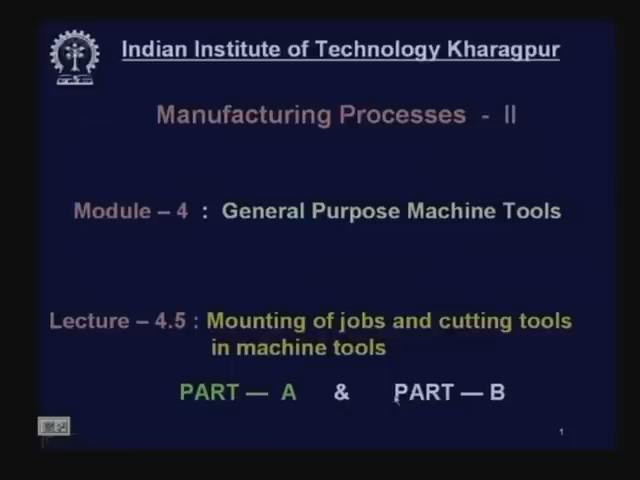 Indian Institute of Technology Kharagpur
Manufacturing Processes - II
Module – 4 : General Purpose Machine Tools
Lecture – 4.5 : Mounting of jobs and cutting tools
in machine tools
PART — A & PART — B
1